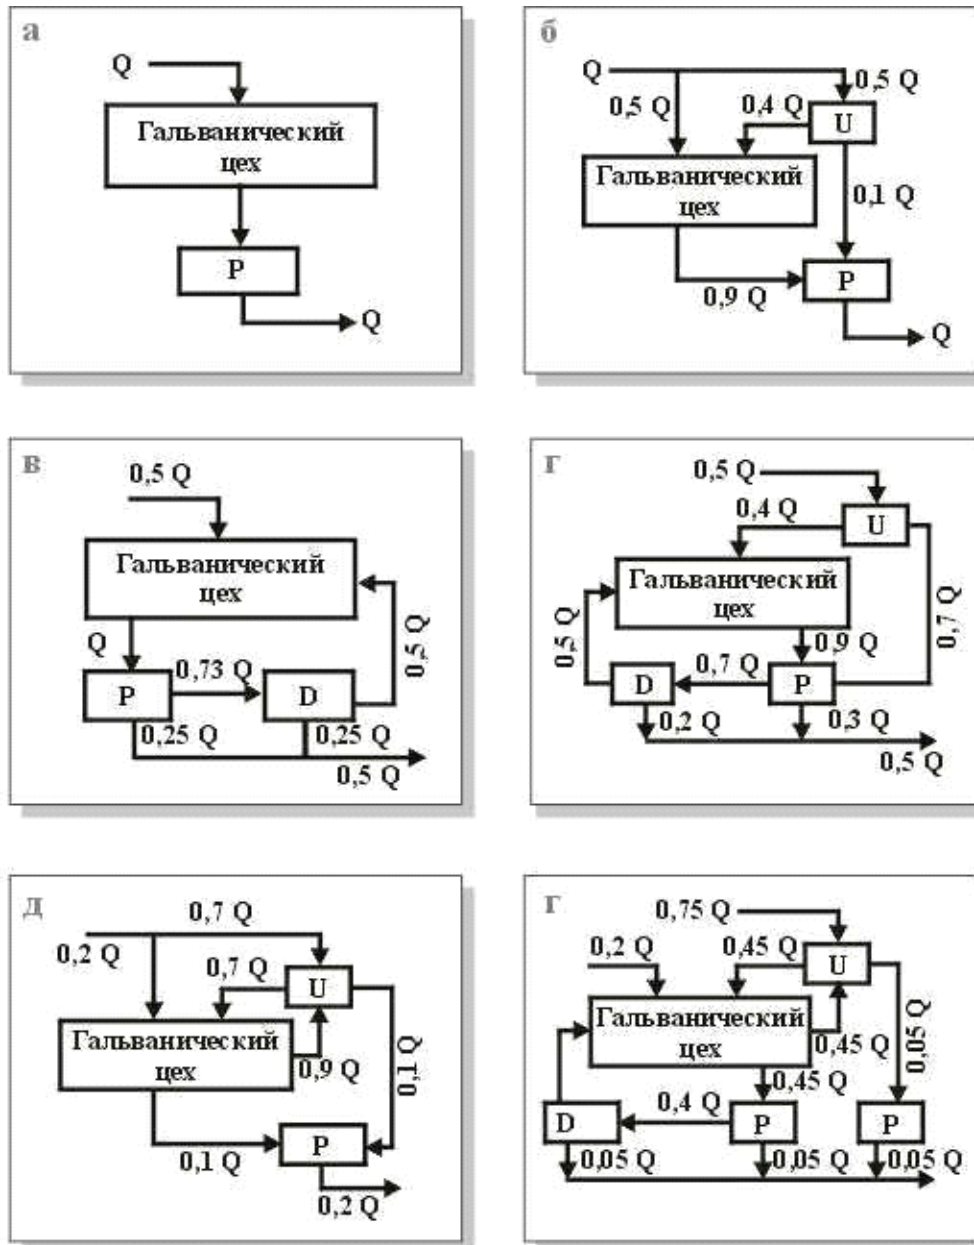 а
Q
Гальванический
цех
P
Q
б
Q
0,5 Q
0,5 Q
0,4 Q
U
Гальванический
цех
0,1 Q
P
0,9 Q
Q
в
0,5 Q
Гальванический
цех
Q
0,73 Q
0,5 Q
P
D
0,25 Q
0,25 Q
0,5 Q
г
0,5 Q
0,4 Q
U
Гальванический
цех
0,5 Q
0,9 Q
0,7 Q
0,7 Q
D
P
0,2 Q
0,3 Q
0,5 Q
д
0,7 Q
0,2 Q
0,7 Q
U
Гальванический
цех
0,9 Q
0,1 Q
P
0,1 Q
0,2 Q
г
0,75 Q
0,2 Q
0,45 Q
U
Гальванический
цех
0,45 Q
0,05 Q
0,45 Q
0,4 Q
D
P
P
0,05 Q
0,05 Q
0,05 Q